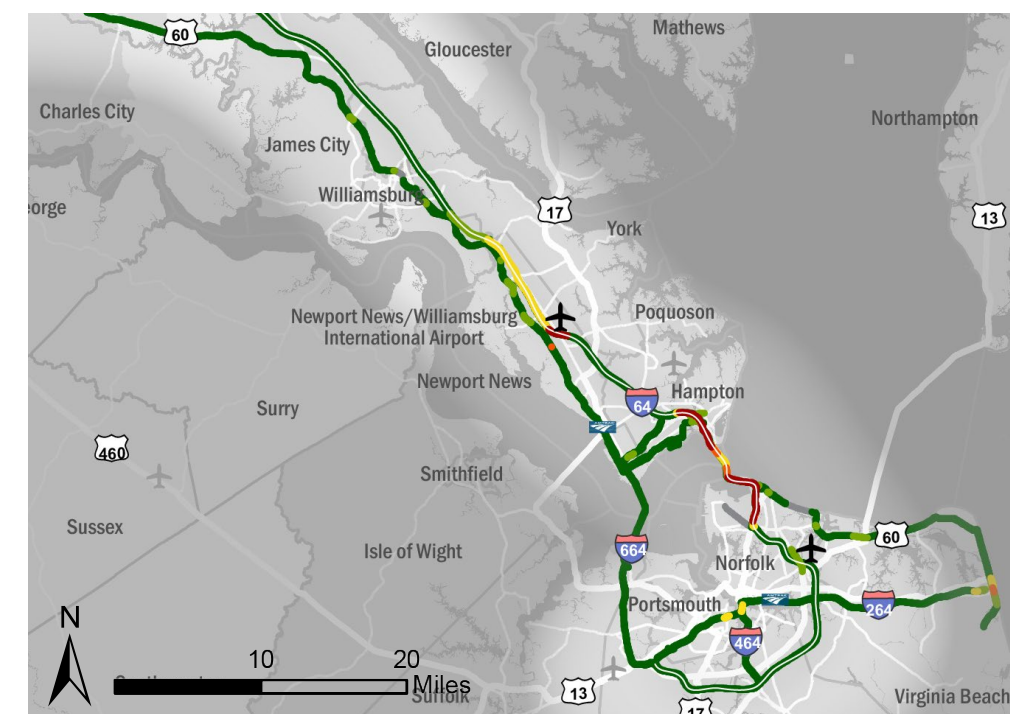 Mathews
60
Gloucester
Charles City
Northampton
James City
Williamsburg
eorge
17
13
York
Newport News/Williamsburg
International Airport
Poquoson
Newport News
Hampton
64
Surry
460
Smithfield
Sussex
60
Isle of Wight
664
Norfolk
N
Portsmouth
264
464
10
20
Miles
13
Suffolk
Virginia Beach
17